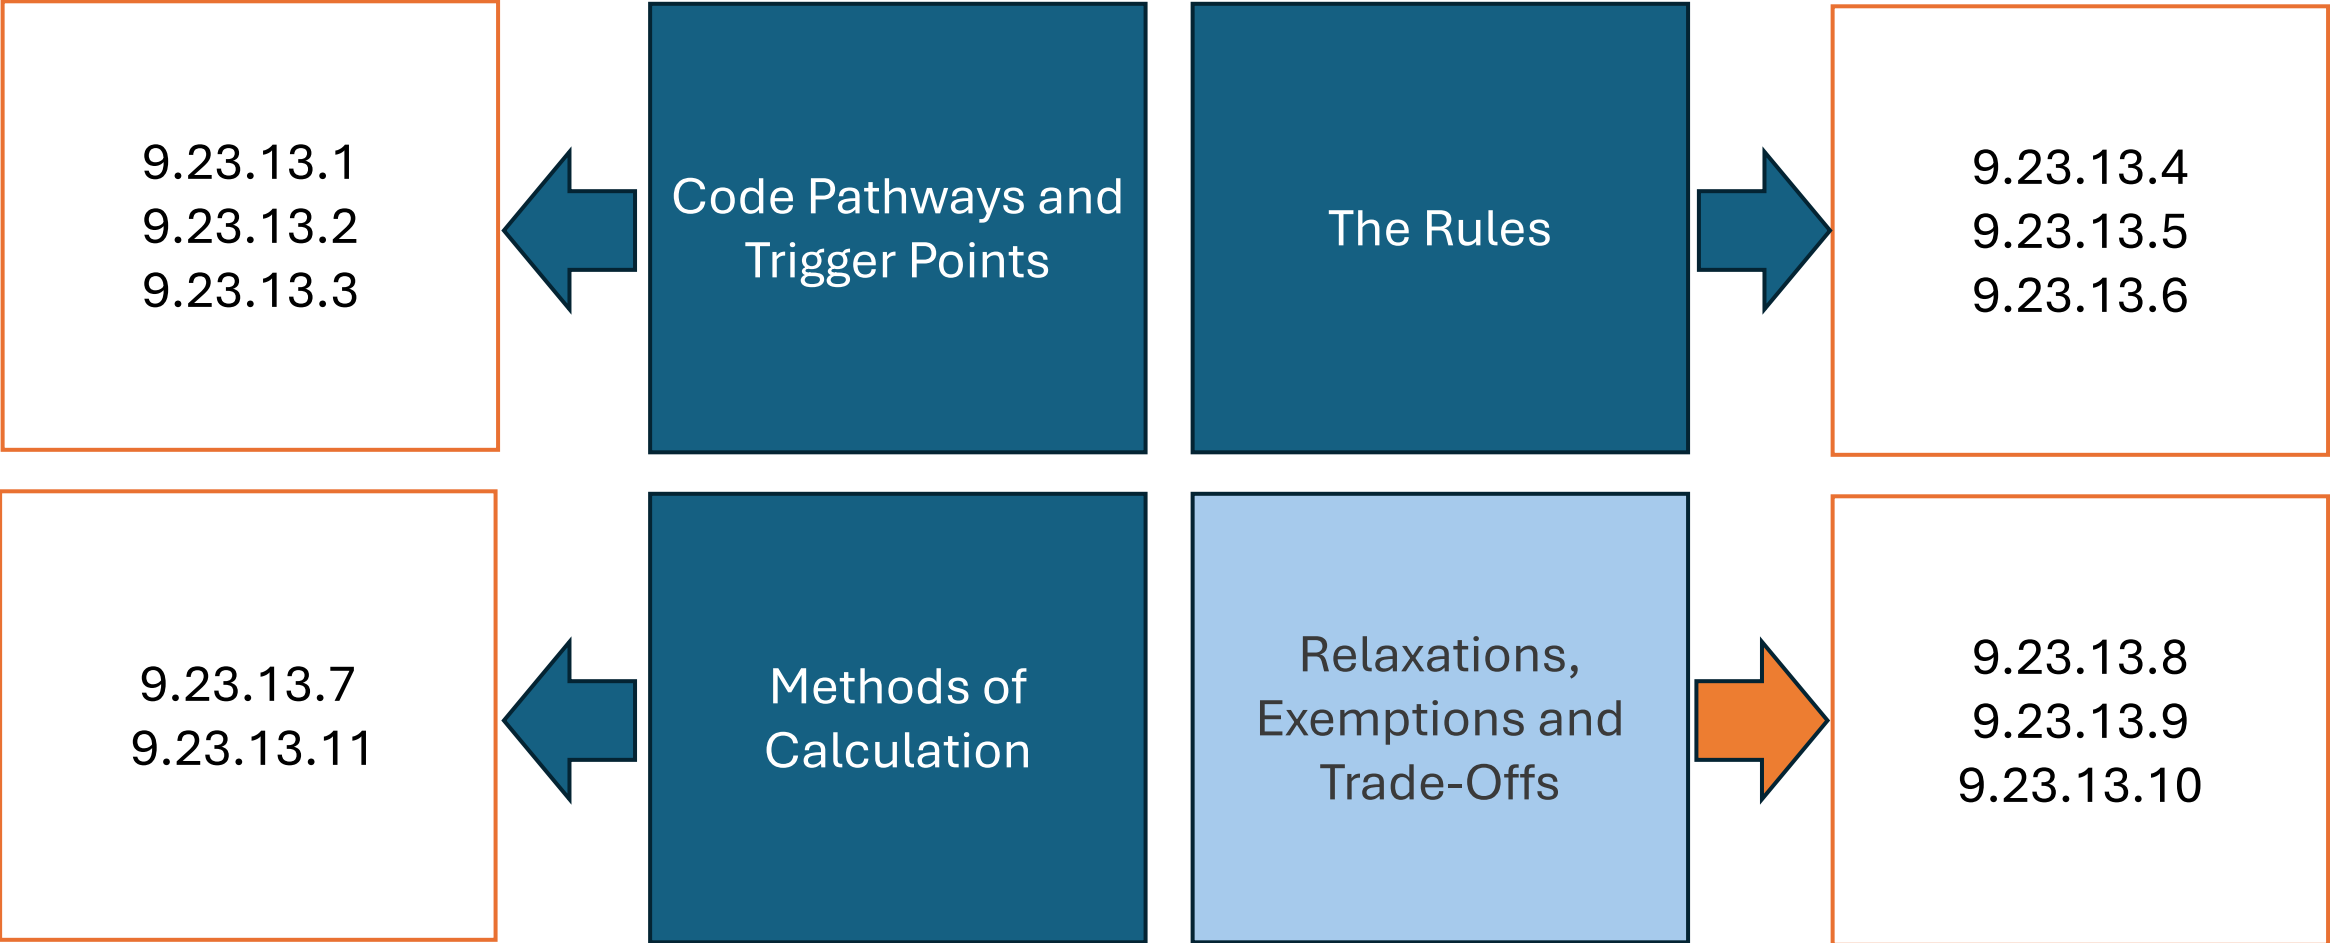 9.23.13.1
9.23.13.2
9.23.13.3
Code Pathways and
Trigger Points
The Rules
9.23.13.4
9.23.13.5
9.23.13.6
9.23.13.7
9.23.13.11
Methods of
Calculation
Relaxations,
Exemptions and
Trade-Offs
9.23.13.8
9.23.13.9
9.23.13.10